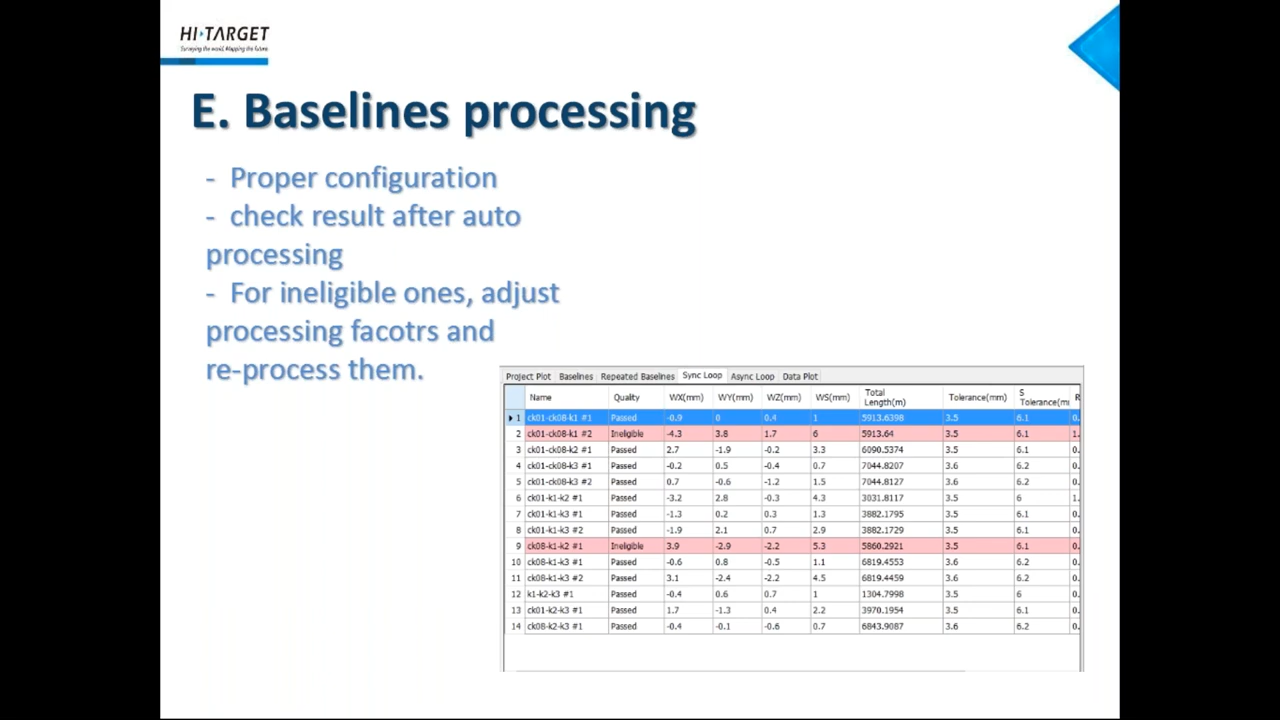 HI-TARGET
Surveying the world, Mapping the future
E. Baselines processing
- Proper configuration
- check result after auto
processing
- For ineligible ones, adjust
processing facotrs and
re-process them.
Project Plot Baselines Repeated Baselines Sync Loop Async Loop Data Plot
Name Quality WX(mm) WY(mm) WZ(mm) WS(mm) Total Length(m) Tolerance(mm) S Tolerance(m R
1 ck01-ck08-k1 #1 Passed -0.9 0 0.4 1 5913.6398 3.5 6.1 0.
2 ck01-ck08-k1 #2 Ineligible -4.3 3.8 1.7 6 5913.64 3.5 6.1 1.
3 ck01-ck08-k2 #1 Passed 2.7 -1.9 -0.2 3.3 6090.5374 3.5 6.1 0.
4 ck01-ck08-k3 #1 Passed -0.2 0.5 -0.4 0.7 7044.8207 3.6 6.2 0.
5 ck01-ck08-k3 #2 Passed 0.7 -0.6 -1.2 1.5 7044.8127 3.6 6.2 0.
6 ck01-k1-k2 #1 Passed -3.2 2.8 -0.3 4.3 3031.8117 3.5 6 1.
7 ck01-k1-k3 #1 Passed -1.3 0.2 0.3 1.3 3882.1795 3.5 6.1 0.
8 ck01-k1-k3 #2 Passed -1.9 2.1 0.7 2.9 3882.1729 3.5 6.1 0.
9 ck08-k1-k2 #1 Ineligible 3.9 -2.9 -2.2 5.3 5860.2921 3.5 6.1 0.
10 ck08-k1-k3 #1 Passed -0.6 0.8 -0.5 1.1 6819.4553 3.6 6.2 0.
11 ck08-k1-k3 #2 Passed 3.1 -2.4 -2.2 4.5 6819.4459 3.6 6.2 0.
12 k1-k2-k3 #1 Passed -0.4 0.6 0.7 1 1304.7998 3.5 6 0.
13 ck01-k2-k3 #1 Passed 1.7 -1.3 0.4 2.2 3970.1954 3.5 6.1 0.
14 ck08-k2-k3 #1 Passed -0.4 -0.1 -0.6 0.7 6843.9087 3.6 6.2 0.